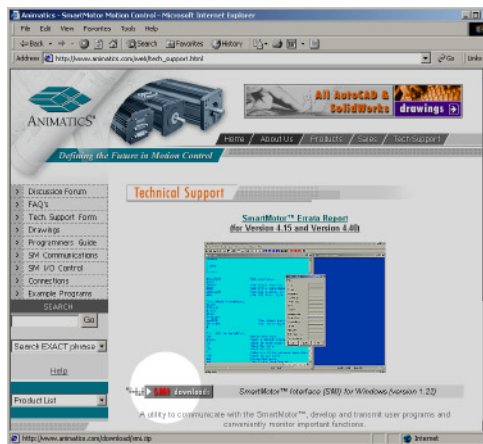 Animatics - SmartMotor Motion Control - Microsoft Internet Explorer
File Edit View Favorites Tools Help
Back Search Favorites History
Address http://www.animatics.com/web/tech_support.html Go Links
ANIMATICS
All AutoCAD & SolidWorks drawings
Home / About Us / Products / Sales / Tech Support
Defining the Future in Motion Control
Technical Support
Discussion Forum
FAQ's
Tech Support Form
Drawings
Programmers Guide
SM Communications
SM I/O Control
Connections
Example Programs
SEARCH
Go
Search EXACT phrase
Help
Product List
SmartMotor™ Errata Report
(for Version 4.15 and Version 4.40)
SMI downloads
SmartMotor™ Interface (SMI) for Windows (version 1.22)
A utility to communicate with the SmartMotor™, develop and transmit user programs and
conveniently monitor important functions.
http://www.animatics.com/download/smi.zip Internet